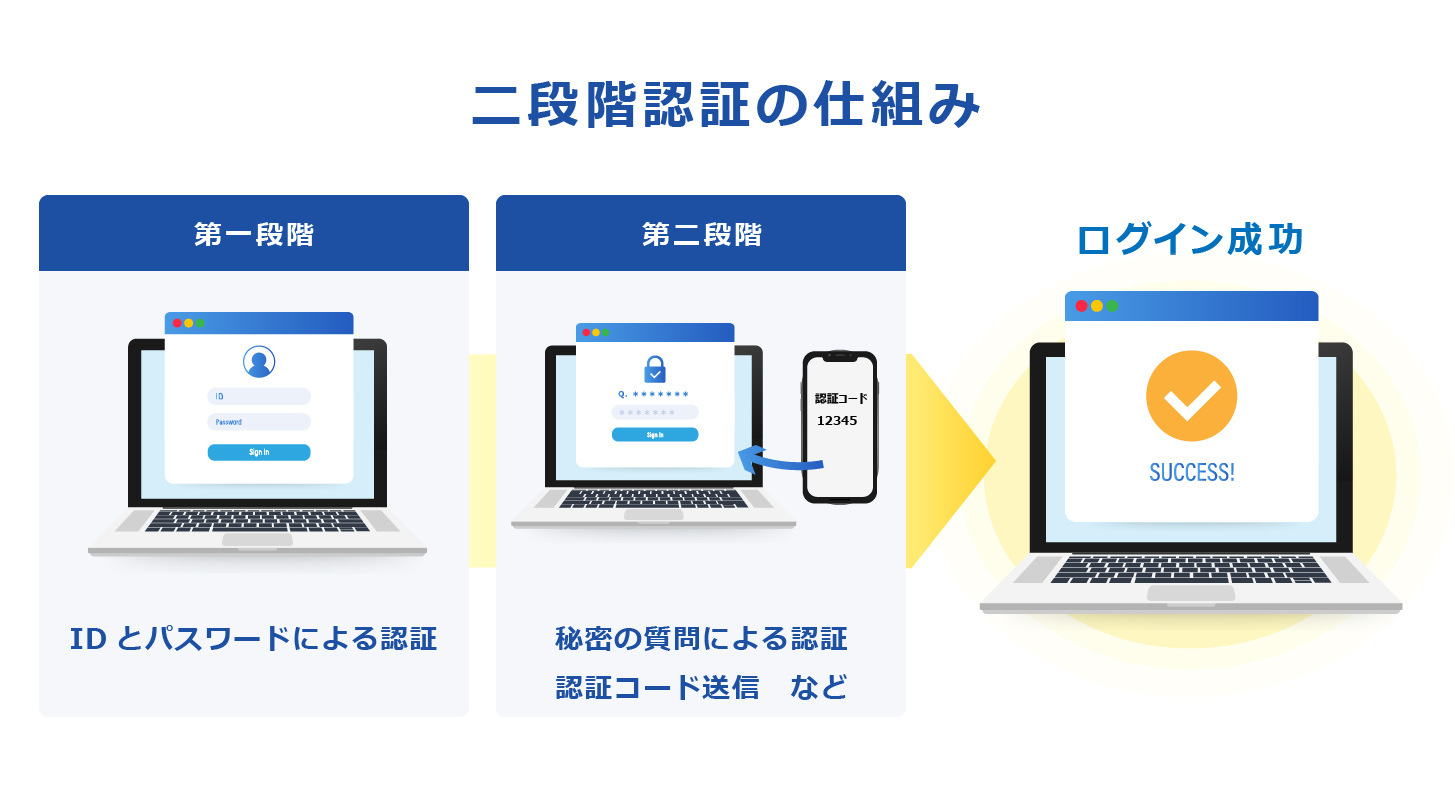 二段階認証の仕組み
第一段階
ID
Password
Sign In
IDとパスワードによる認証
第二段階
Q. *******
*******
Sign In
認証コード
12345
秘密の質問による認証
認証コード送信　など
ログイン成功
SUCCESS!